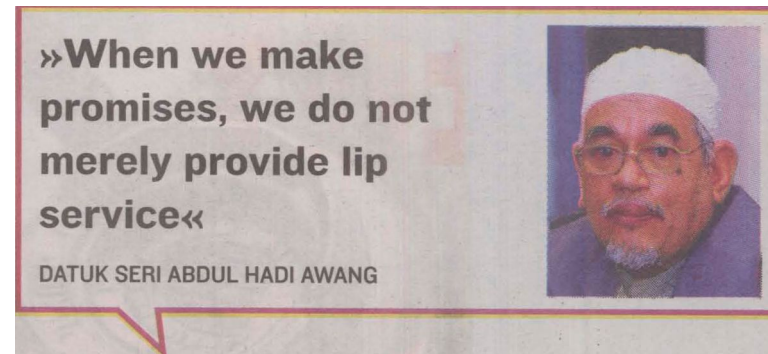 »When we make
promises, we do not
merely provide lip
service«
DATUK SERI ABDUL HADI AWANG